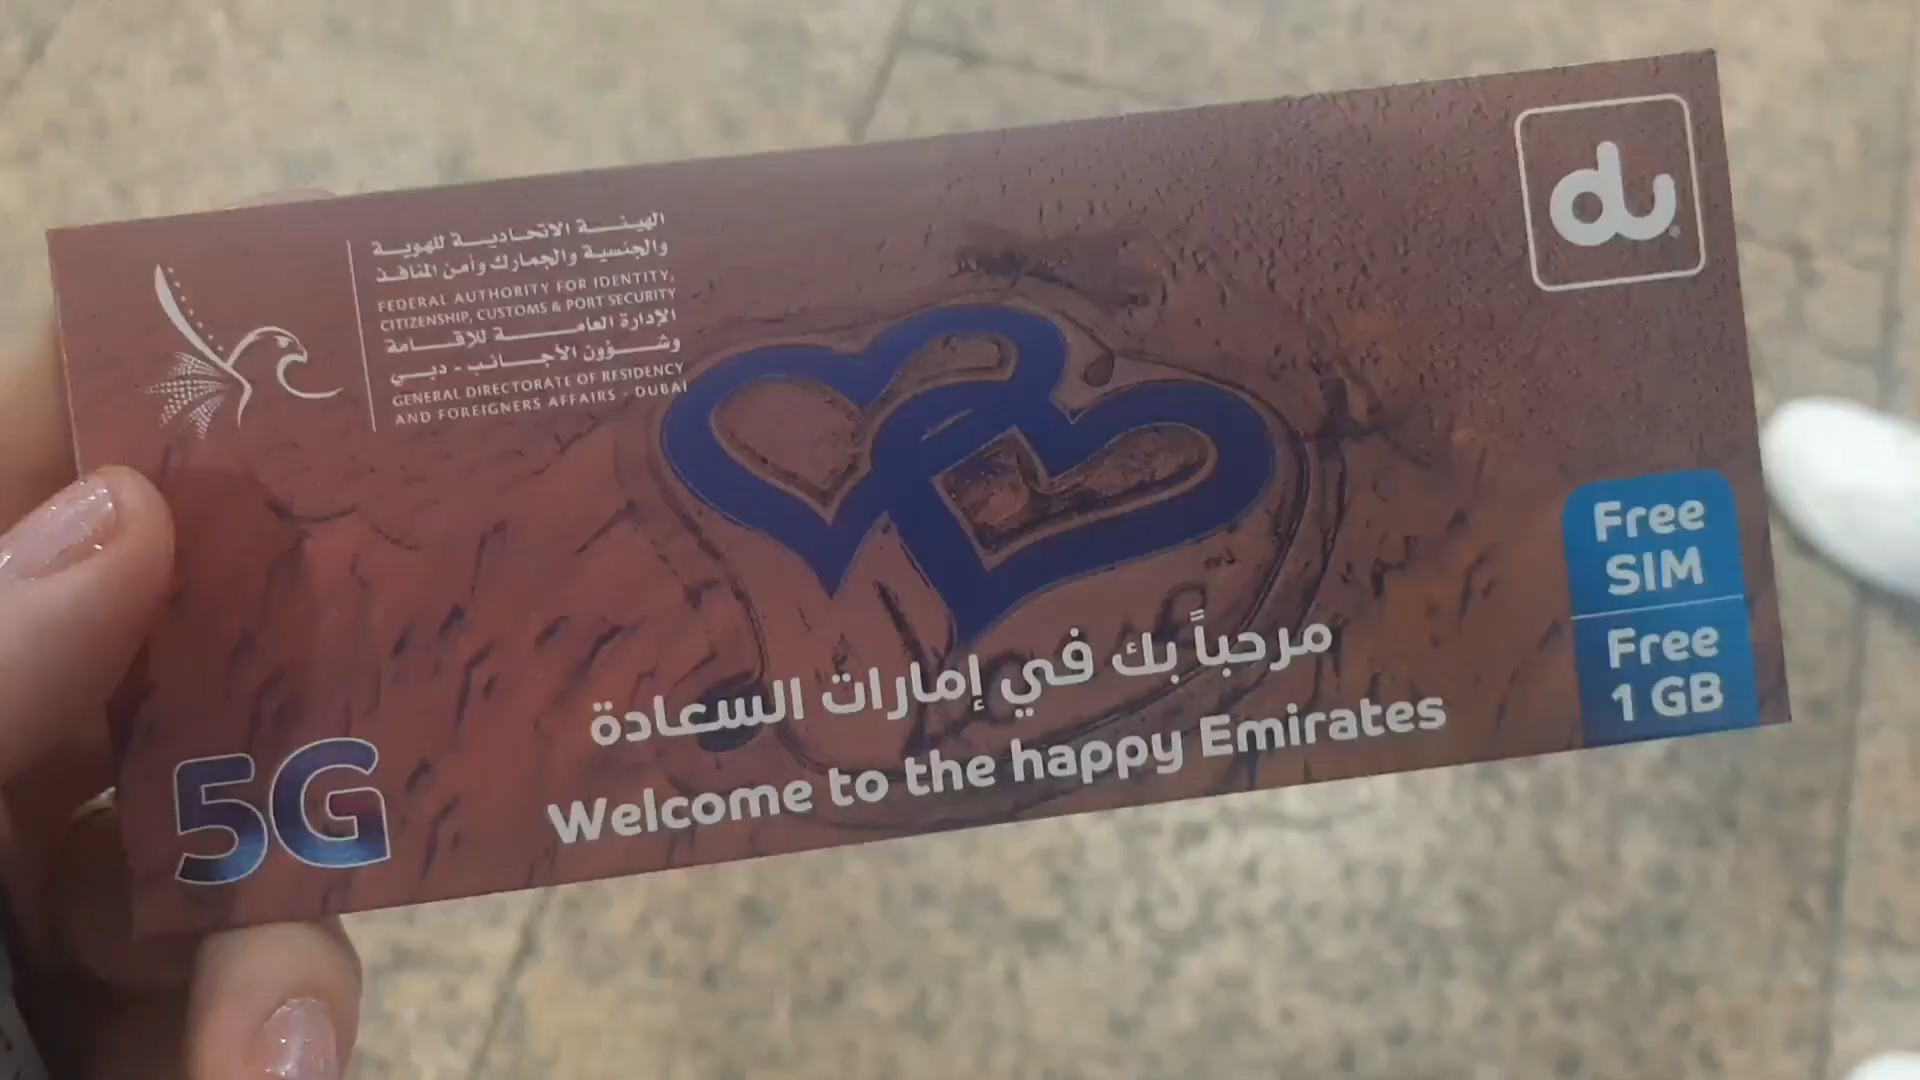 الهيئة الاتحادية للهوية
والجنسية والجمارك وأمن المنافذ
FEDERAL AUTHORITY FOR IDENTITY,
CITIZENSHIP, CUSTOMS & PORT SECURITY
الإدارة العامة للإقامة
وشؤون الأجانب - دبي
GENERAL DIRECTORATE OF RESIDENCY
AND FOREIGNERS AFFAIRS - DUBAI
du
Free
SIM
Free
1 GB
مرحباً بك في إمارات السعادة
Welcome to the happy Emirates
5G